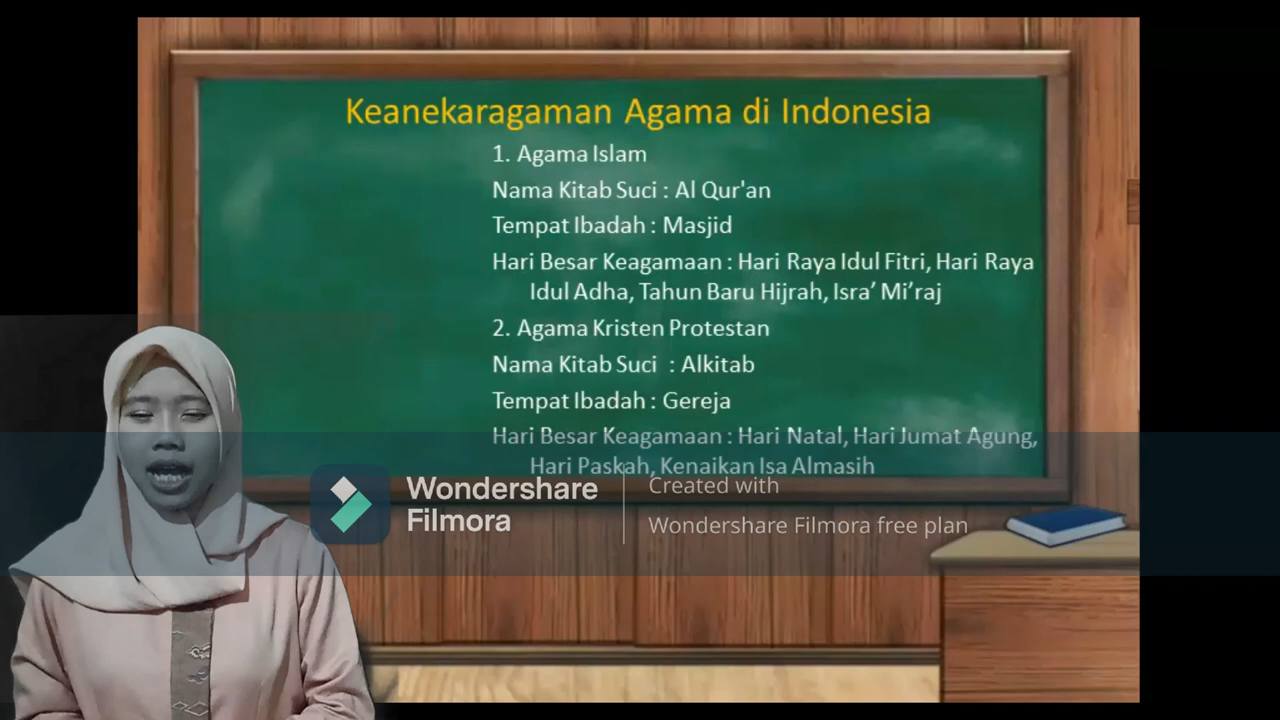 Keanekaragaman Agama di Indonesia
1. Agama Islam
Nama Kitab Suci : Al Qur'an
Tempat Ibadah : Masjid
Hari Besar Keagamaan : Hari Raya Idul Fitri, Hari Raya
Idul Adha, Tahun Baru Hijrah, Isra’ Mi’raj
2. Agama Kristen Protestan
Nama Kitab Suci : Alkitab
Tempat Ibadah : Gereja
Hari Besar Keagamaan : Hari Natal, Hari Jumat Agung,
Hari Paskah, Kenaikan Isa Almasih
Wondershare
Filmora
Created with
Wondershare Filmora free plan